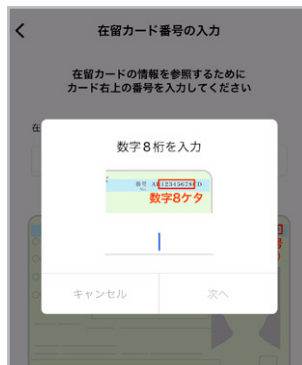 在留カード番号の入力
在留カードの情報を参照するために
カード右上の番号を入力してください
在
数字8桁を入力
番号 AB12345678CD
数字8ケタ
キャンセル
次へ
号